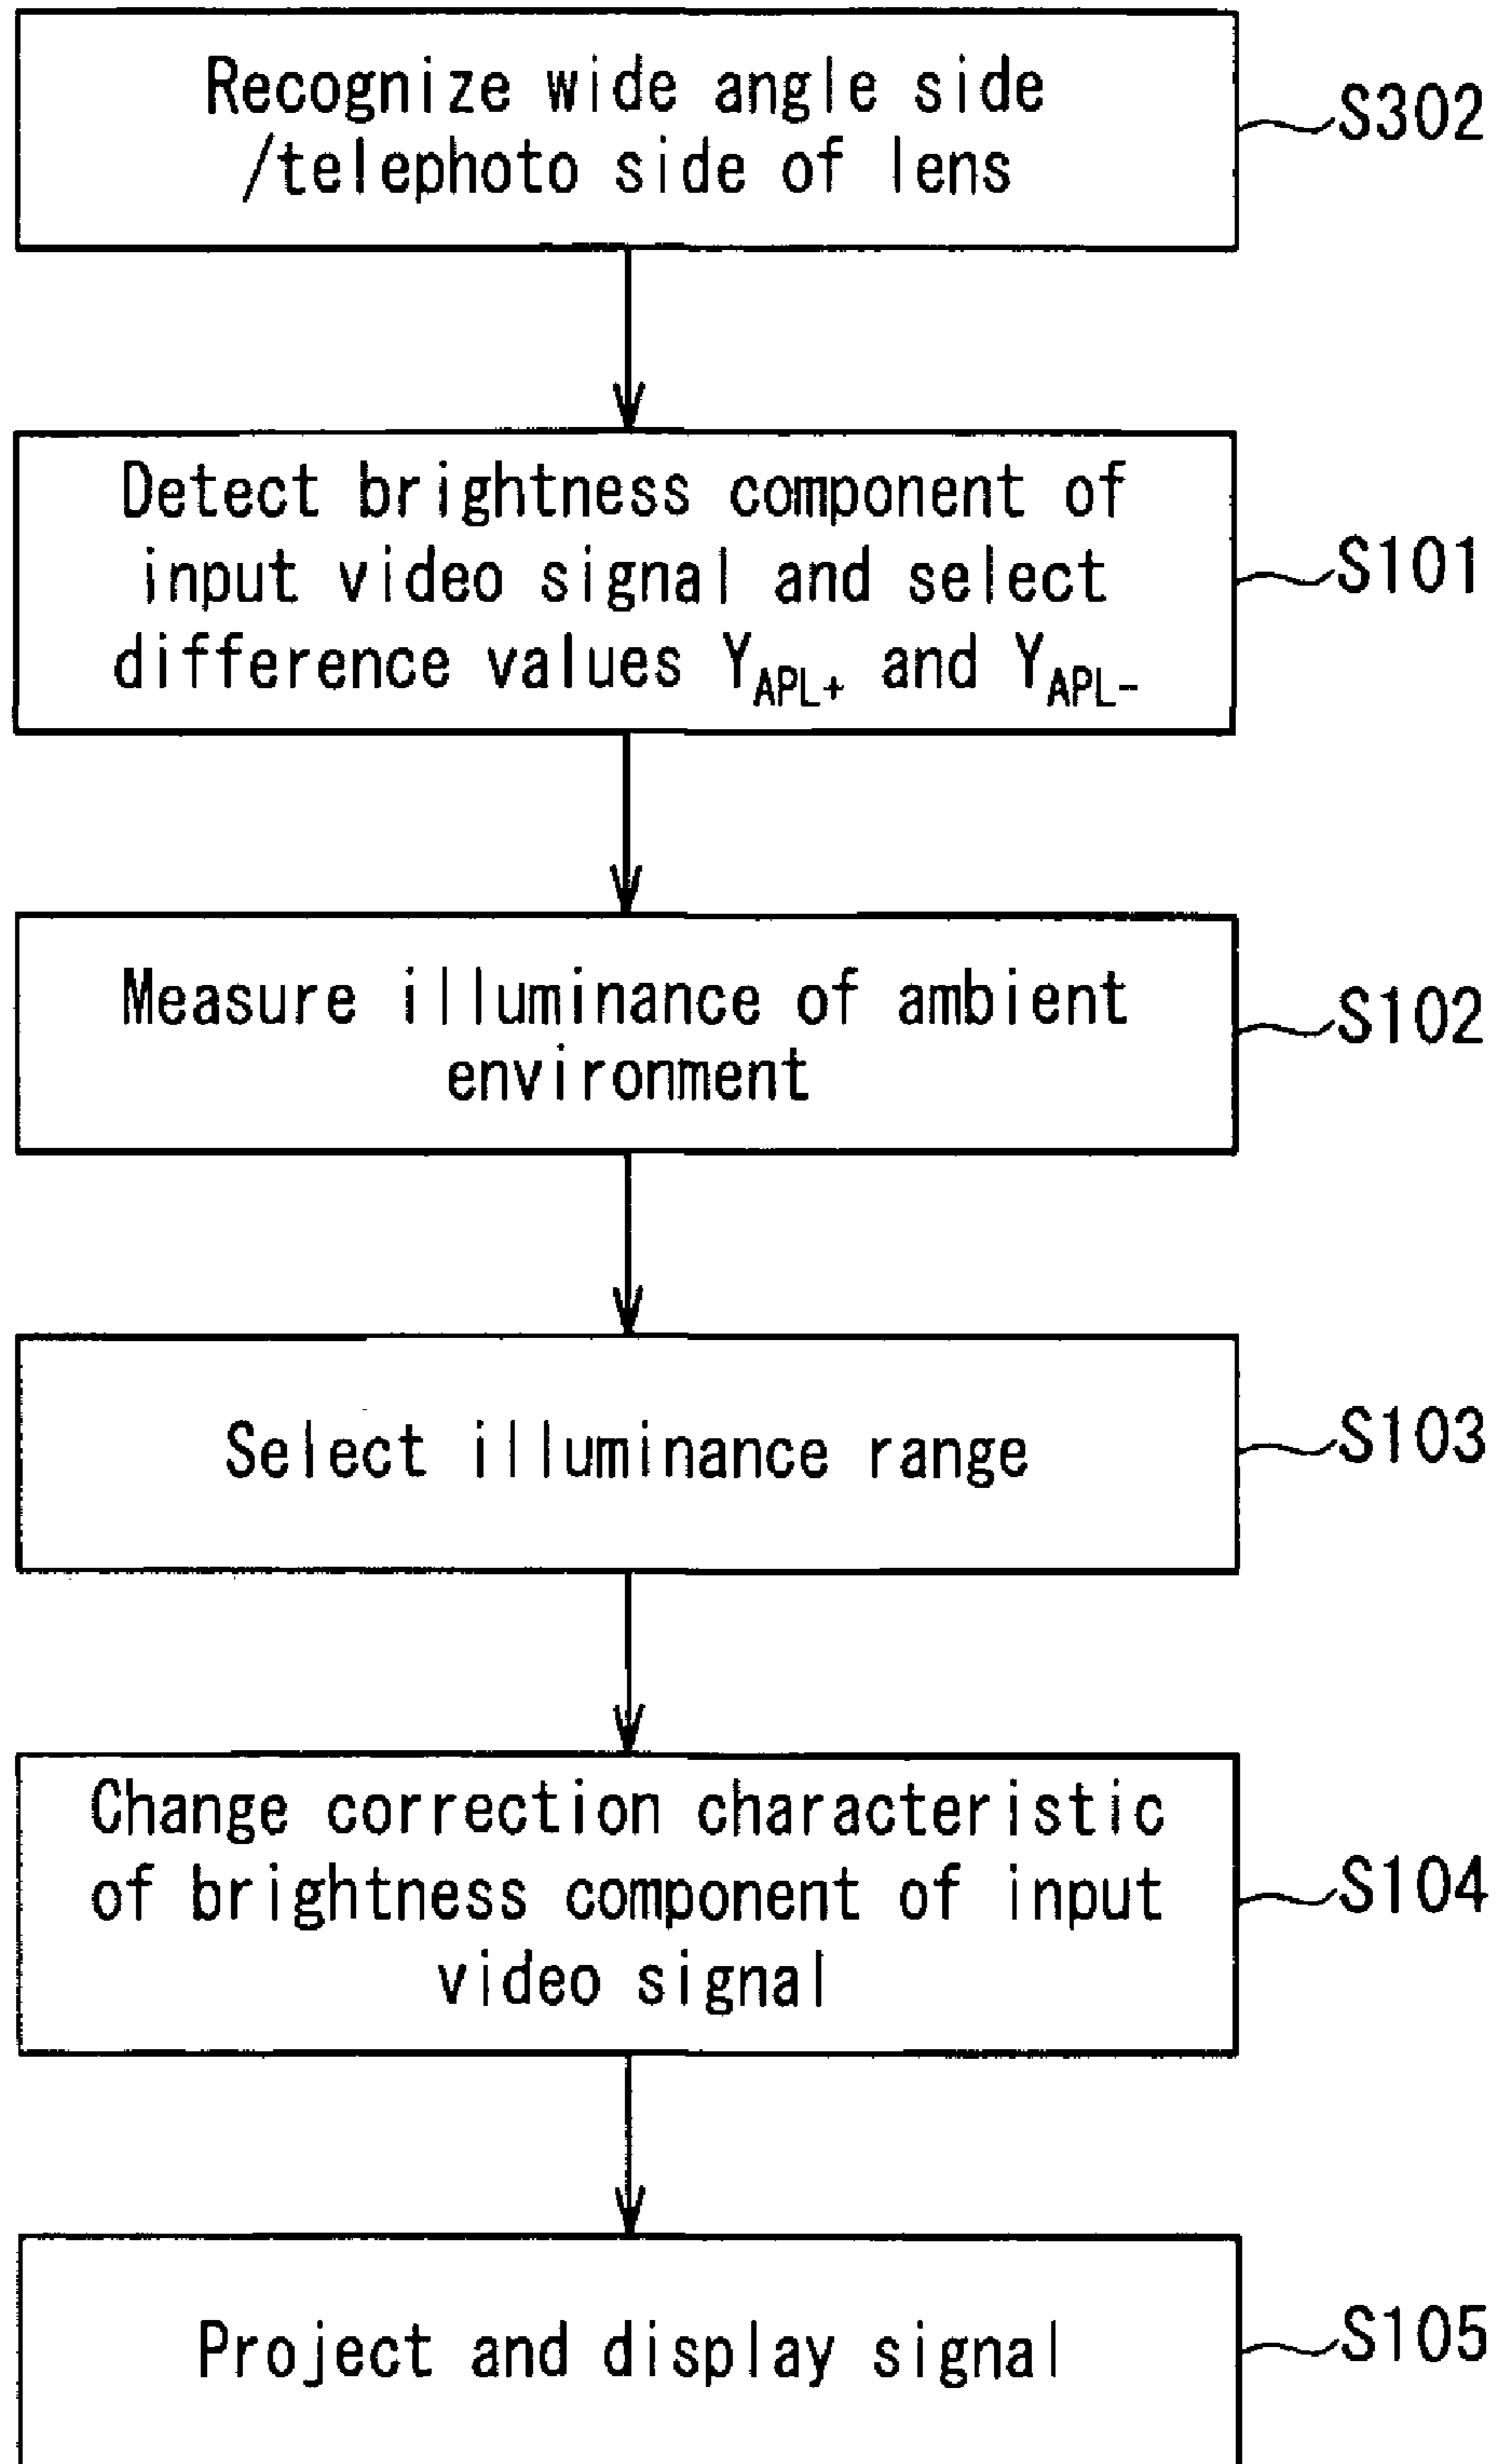 Recognize wide angle side
/telephoto side of lens
S302
Detect brightness component of
input video signal and select
difference values Y_APL+ and Y_APL-
S101
Measure illuminance of ambient
environment
S102
Select illuminance range
S103
Change correction characteristic
of brightness component of input
video signal
S104
Project and display signal
S105